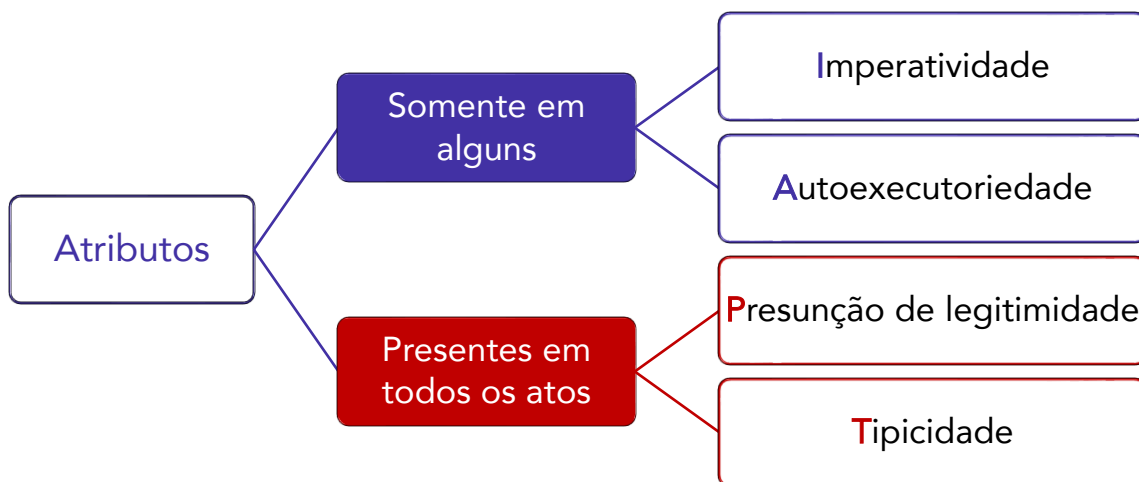 Atributos
Somente em
alguns
Imperatividade
Autoexecutoriedade
Presentes em
todos os atos
Presunção de legitimidade
Tipicidade